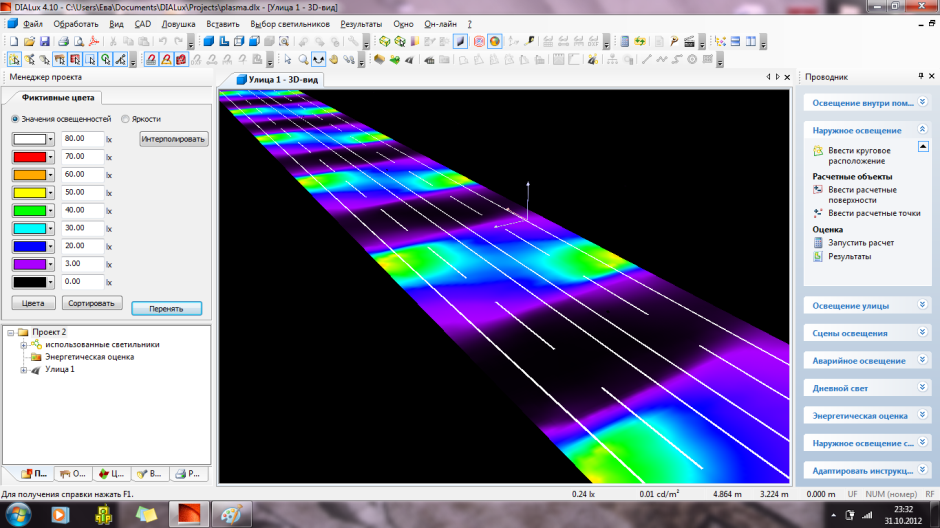 DIALux 4.10 - C:\Users\Ева\Documents\DIALux\Projects\plasma.dlx - [Улица 1 - 3D-вид]
Файл Обработать Вид CAD Ловушка Вставить Выбор светильников Результаты Окно Он-лайн ?
Менеджер проекта
Фиктивные цвета
Значения освещенностей Яркости
80.00 lx Интерполировать
70.00 lx
60.00 lx
50.00 lx
40.00 lx
30.00 lx
20.00 lx
3.00 lx
0.00 lx
Цвета Сортировать Перенять
Проект 2
использованные светильники
Энергетическая оценка
Улица 1
П... О... Ц... В... Р...
Улица 1 - 3D-вид
Проводник
Освещение внутри пом...
Наружное освещение
Ввести круговое
расположение
Расчетные объекты
Ввести расчетные
поверхности
Ввести расчетные точки
Оценка
Запустить расчет
Результаты
Освещение улицы
Сцены освещения
Аварийное освещение
Дневной свет
Энергетическая оценка
Наружное освещение с...
Адаптировать инструкц...
Для получения справки нажать F1.
0.24 lx 0.01 cd/m² 4.864 m 3.224 m 0.000 m UF NUM (номер) RF
23:32
31.10.2012